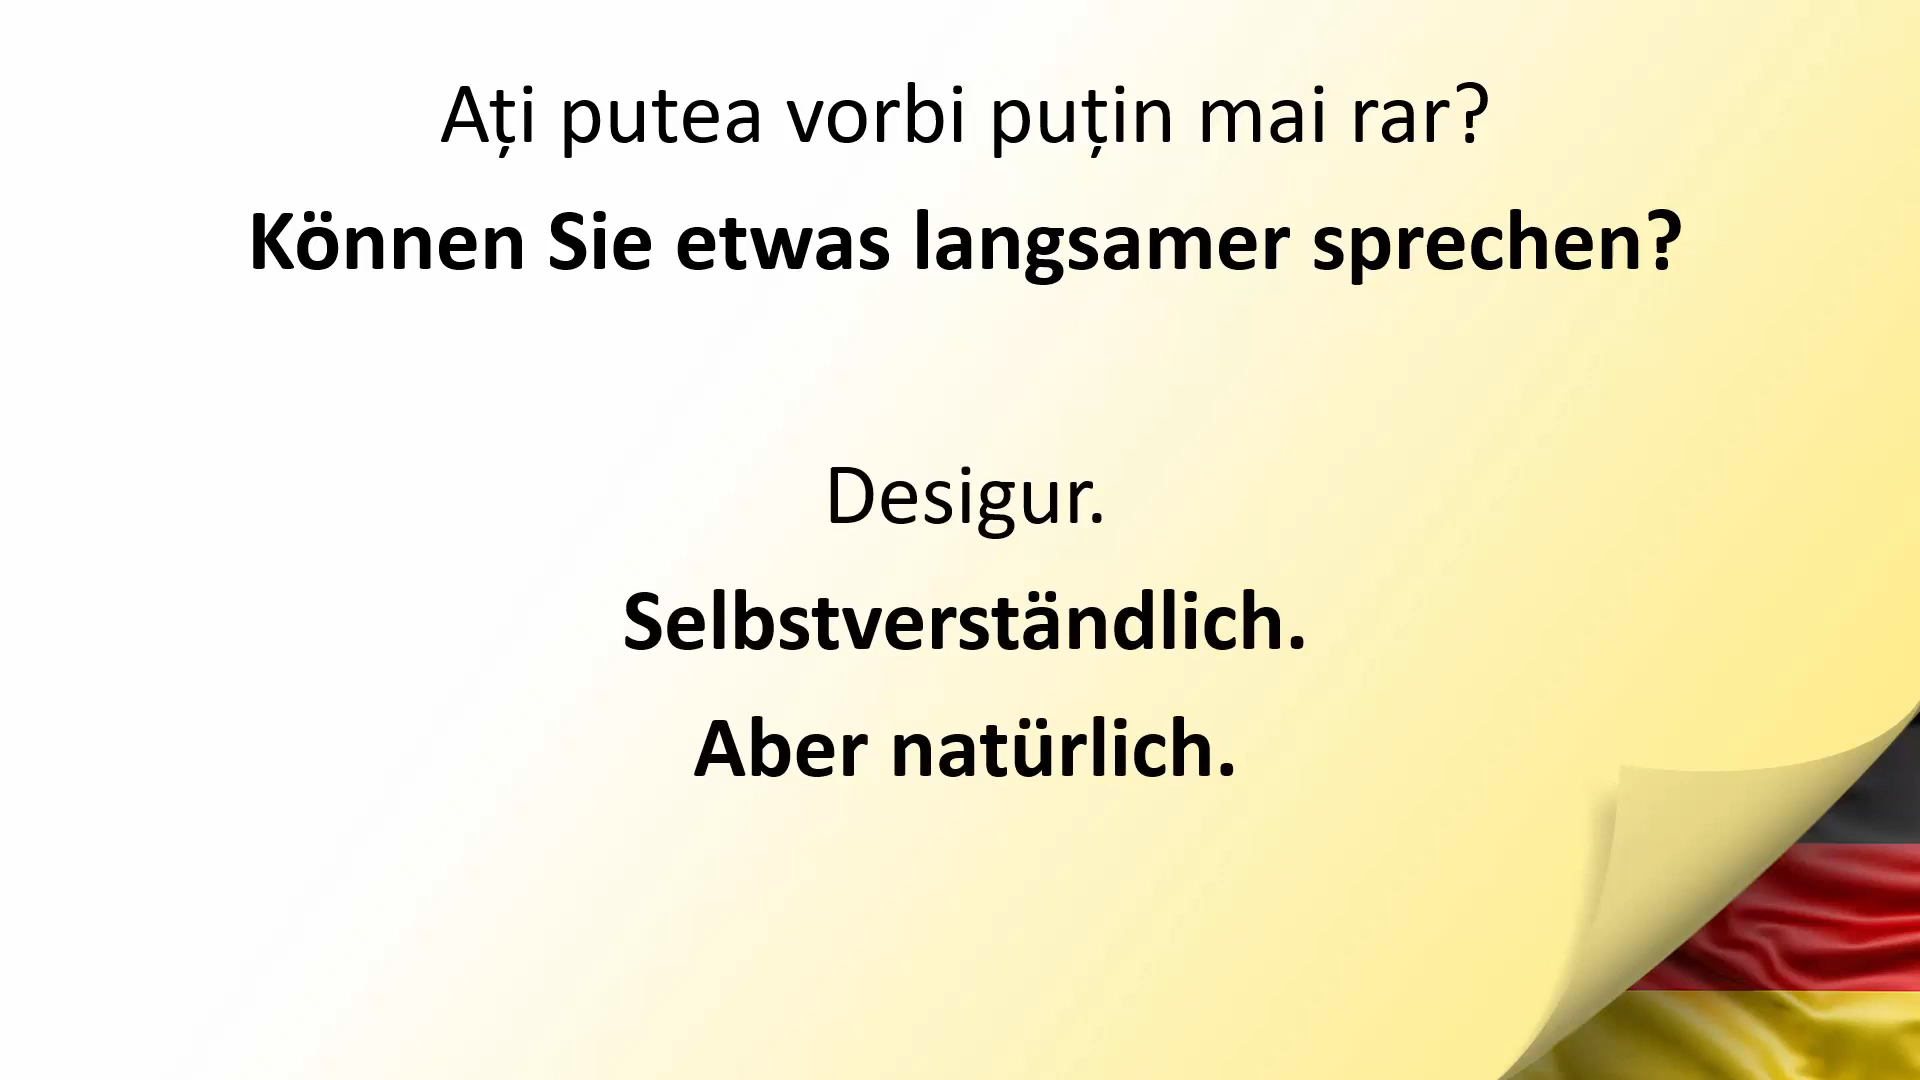 Ați putea vorbi puțin mai rar?
Können Sie etwas langsamer sprechen?
Desigur.
Selbstverständlich.
Aber natürlich.